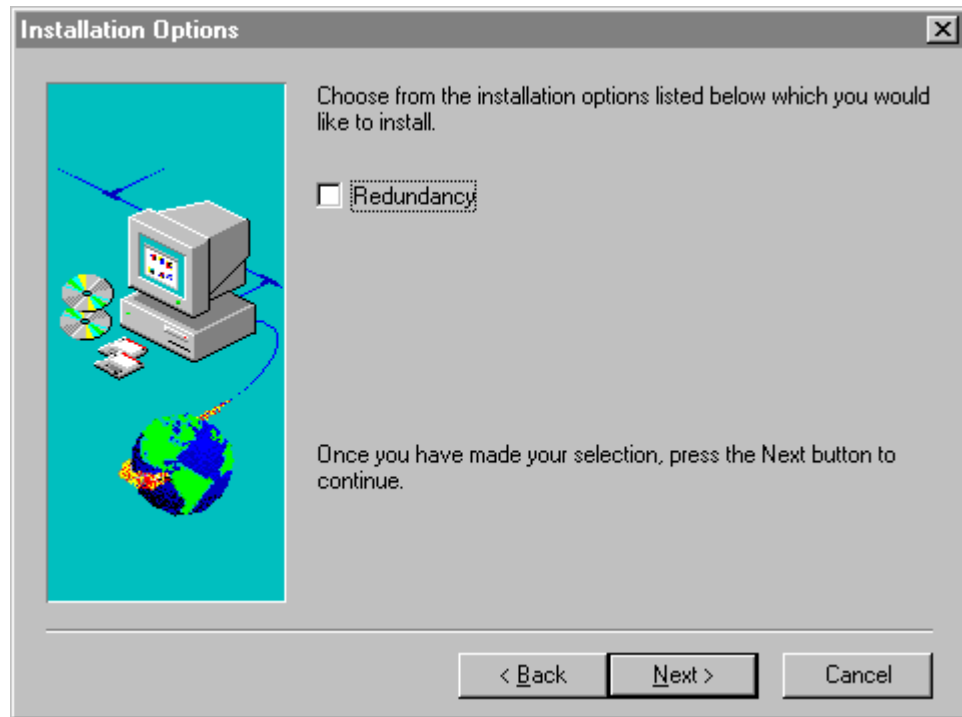 Installation Options
Choose from the installation options listed below which you would
like to install.
Redundancy
Once you have made your selection, press the Next button to
continue.
< Back
Next >
Cancel